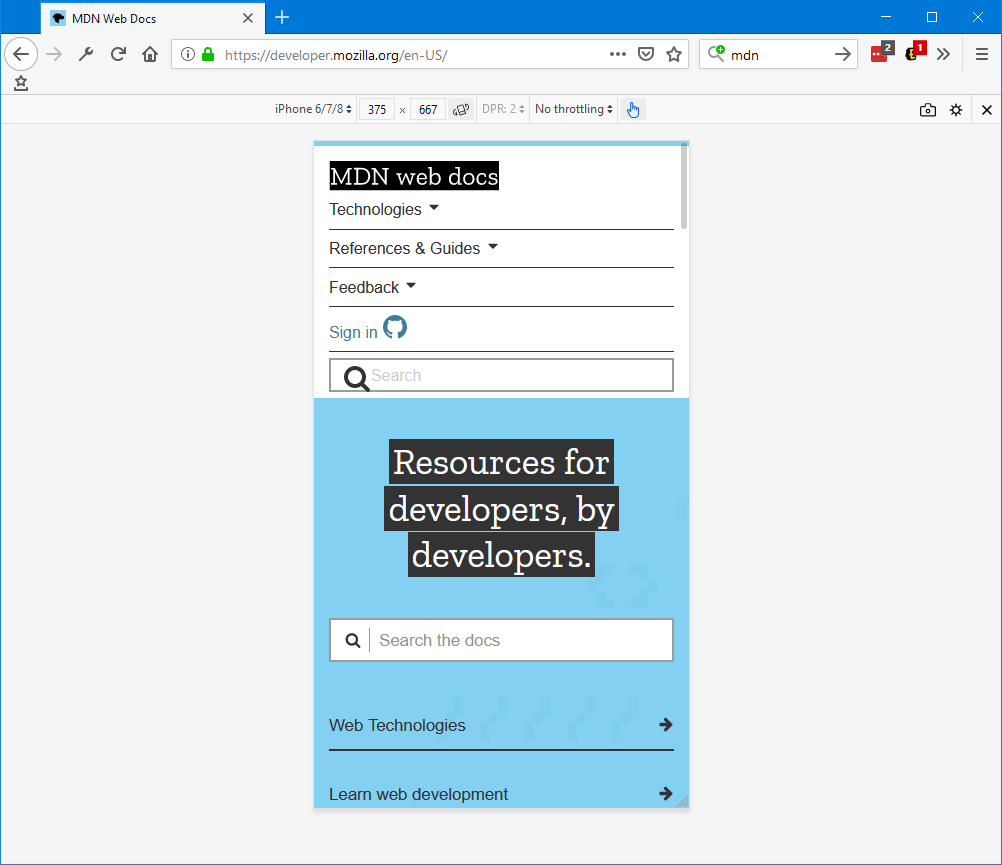 MDN Web Docs
https://developer.mozilla.org/en-US/
mdn
2
1
iPhone 6/7/8 375 × 667 DPR: 2 No throttling
MDN web docs
Technologies
References & Guides
Feedback
Sign in
Search
Resources for
developers, by
developers.
Search the docs
Web Technologies
Learn web development